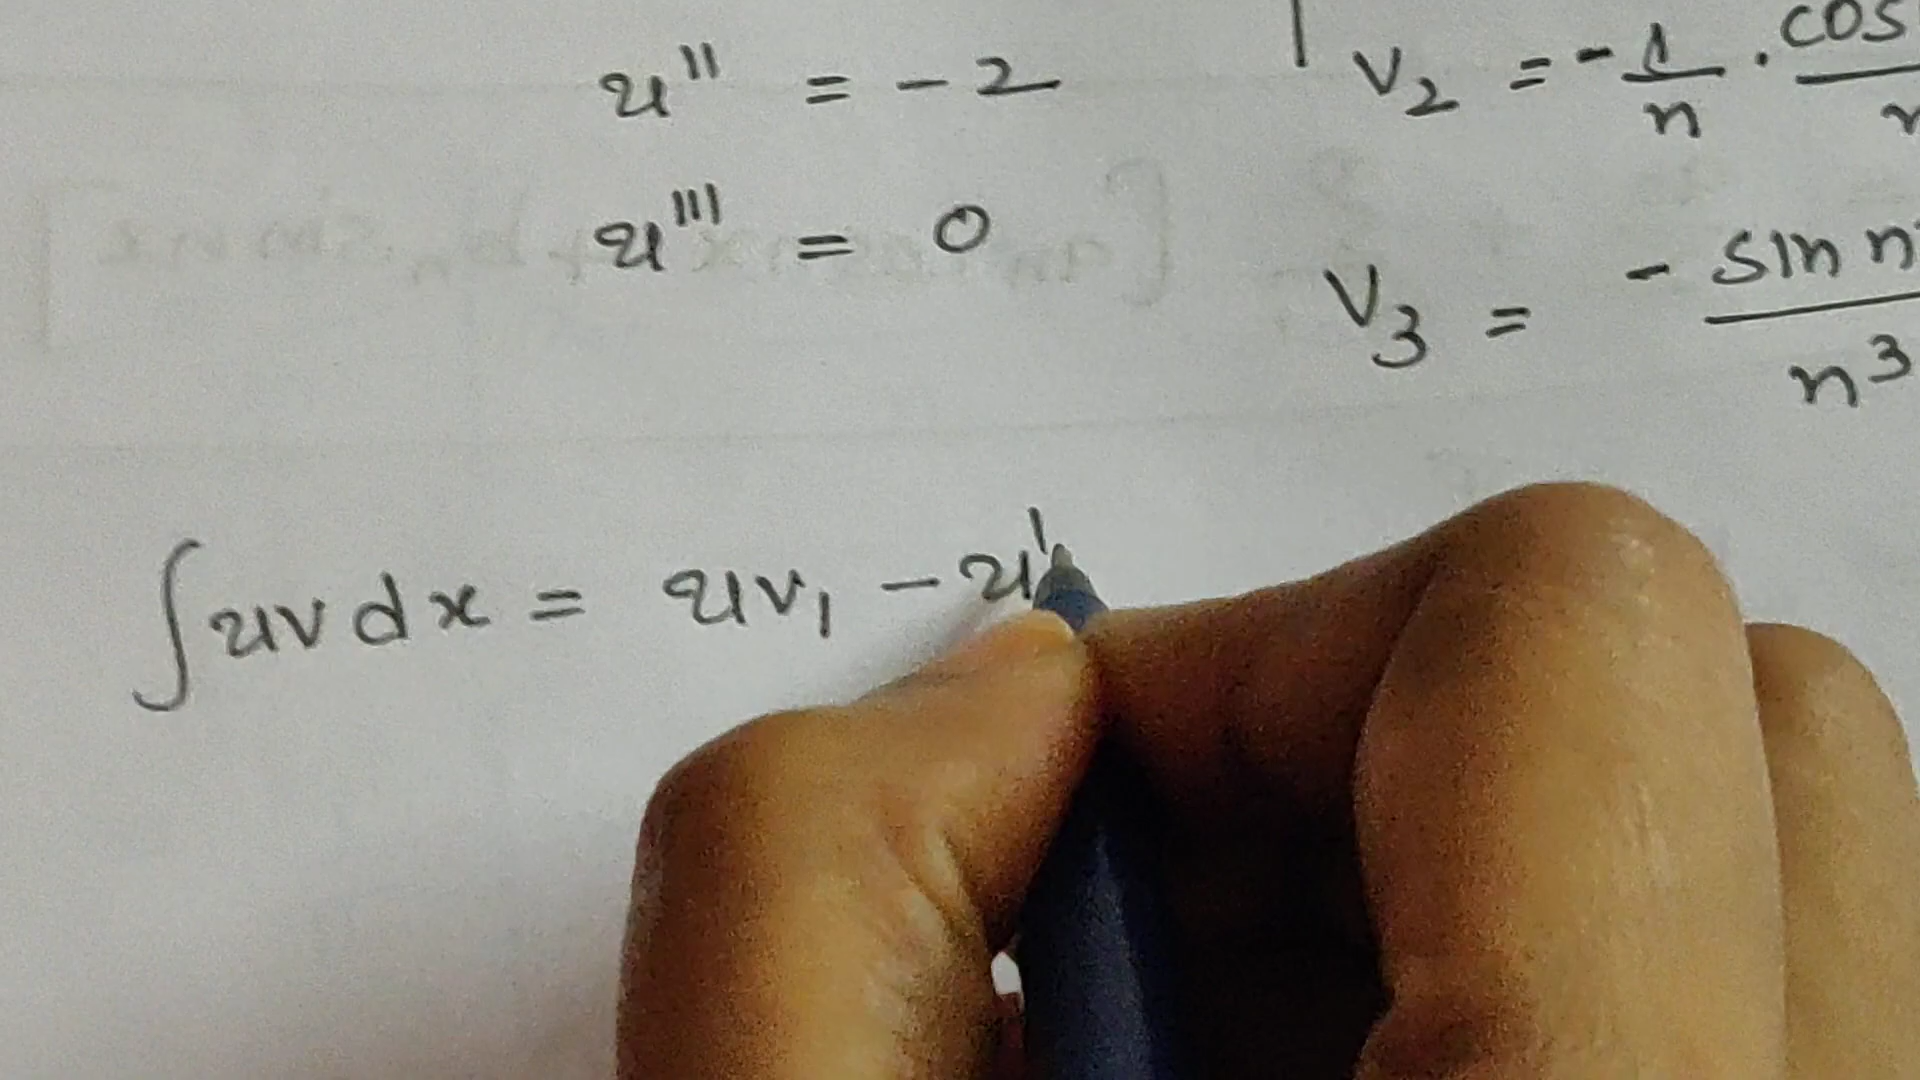 u'' = -2
v₂ = - 1/n . cos
u''' = 0
v₃ = - sin n / n³
∫uv dx = uv₁ - u'